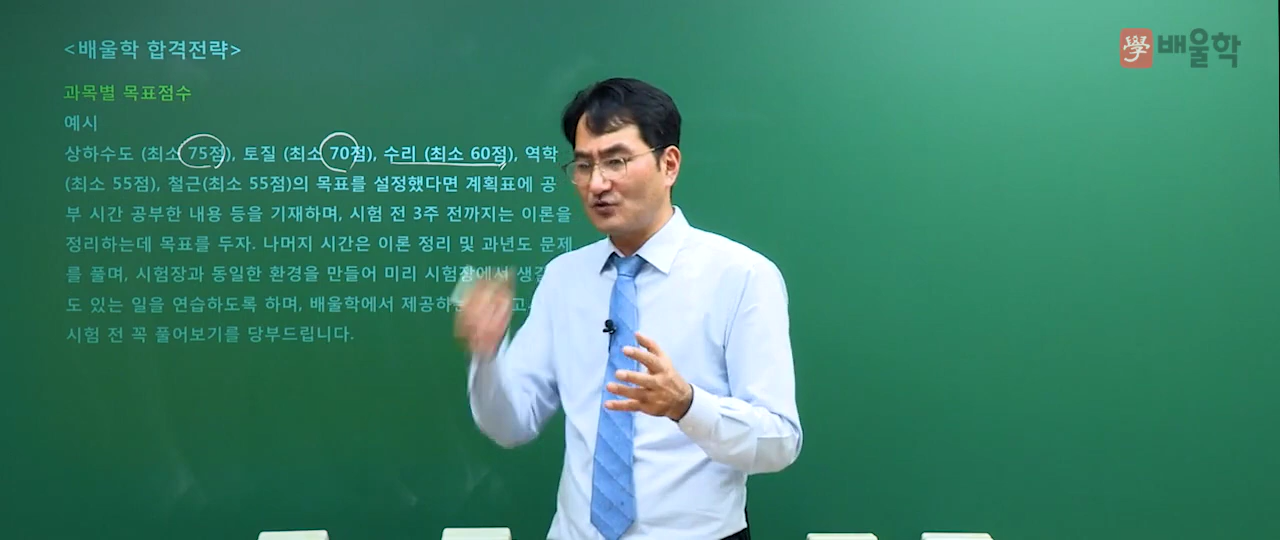 <배울학 합격전략>
學 배울학
과목별 목표점수
예시
상하수도 (최소 75점), 토질 (최소 70점), 수리 (최소 60점), 역학
(최소 55점), 철근(최소 55점)의 목표를 설정했다면 계획표에 공
부 시간 공부한 내용 등을 기재하며, 시험 전 3주 전까지는 이론을
정리하는데 목표를 두자. 나머지 시간은 이론 정리 및 과년도 문제
를 풀며, 시험장과 동일한 환경을 만들어 미리 시험장에서
도 있는 일을 연습하도록 하며, 배울학에서
시험 전 꼭 풀어보기를 당부드립니다.